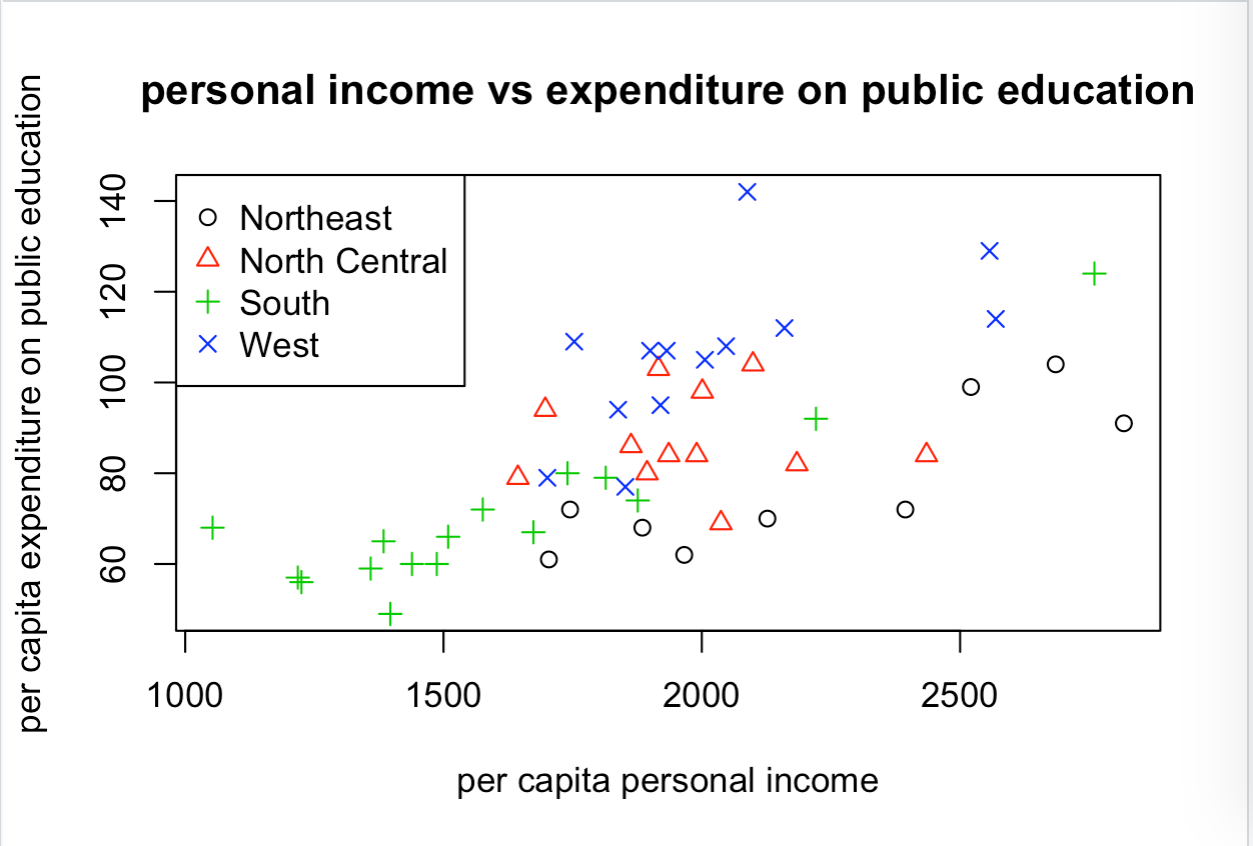 personal income vs expenditure on public education
per capita expenditure on public education
140
120
100
80
60
Northeast
North Central
South
West
1000 1500 2000 2500
per capita personal income